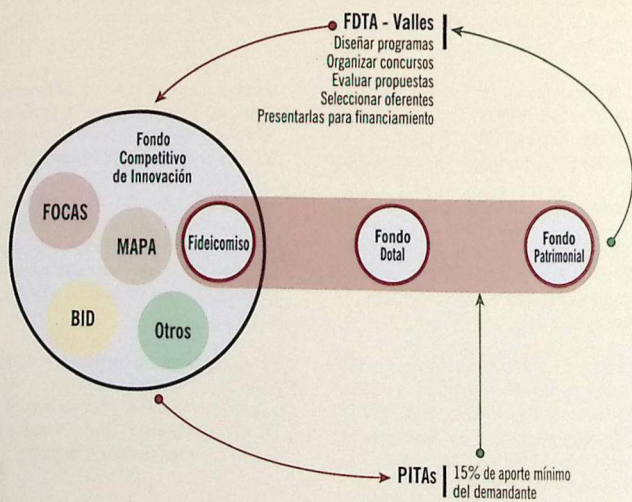 FDTA - Valles
Diseñar programas
Organizar concursos
Evaluar propuestas
Seleccionar oferentes
Presentarlas para financiamiento
Fondo
Competitivo
de Innovación
FOCAS
MAPA
Fideicomiso
Fondo
Dotal
Fondo
Patrimonial
BID
Otros
PITAs
15% de aporte mínimo
del demandante